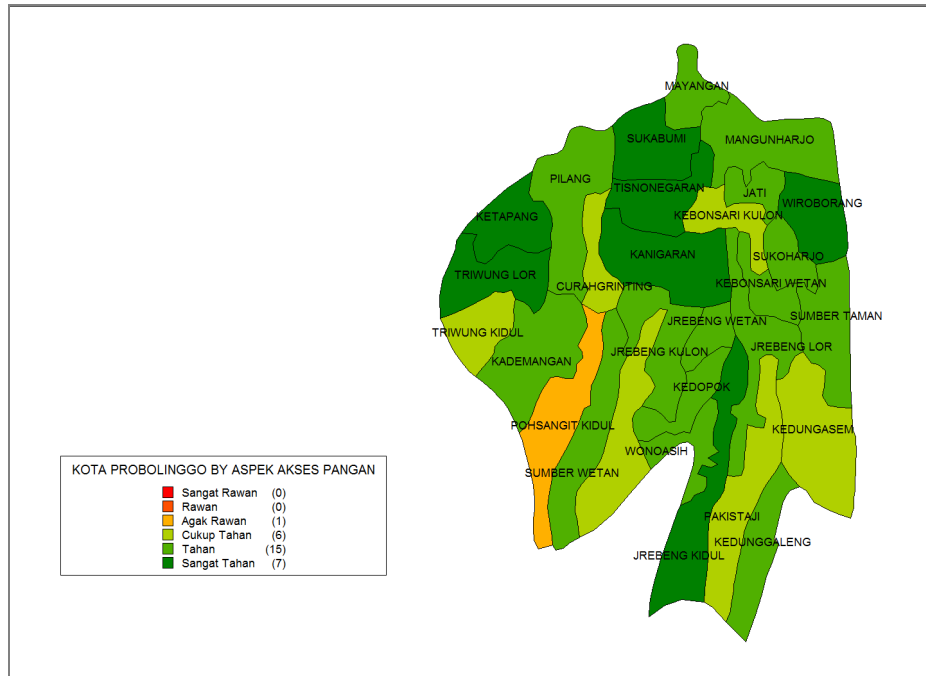 MAYANGAN
SUKABUMI
MANGUNHARJO
PILANG
TISNONEGARAN
JATI
WIROBORANG
KETAPANG
KEBONSARI KULON
KANIGARAN
SUKOHARJO
TRIWUNG LOR
CURAHGRINTING
KEBONSARI WETAN
SUMBER TAMAN
JREBENG WETAN
TRIWUNG KIDUL
JREBENG LOR
JREBENG KULON
KADEMANGAN
KEDOPOK
POHSANGIT KIDUL
KEDUNGASEM
WONOASIH
SUMBER WETAN
PAKISTAJI
KEDUNGGALENG
JREBENG KIDUL
KOTA PROBOLINGGO BY ASPEK AKSES PANGAN
Sangat Rawan (0)
Rawan (0)
Agak Rawan (1)
Cukup Tahan (6)
Tahan (15)
Sangat Tahan (7)